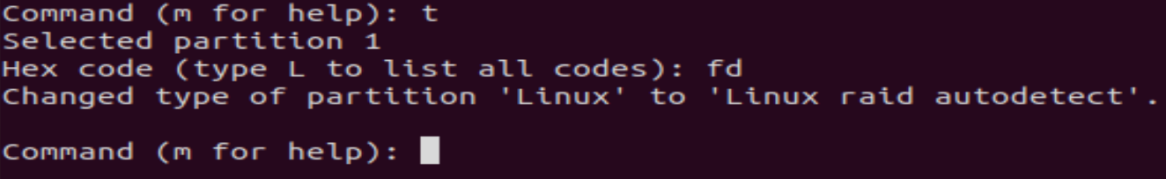 Command (m for help): t
Selected partition 1
Hex code (type L to list all codes): fd
Changed type of partition 'Linux' to 'Linux raid autodetect'.
Command (m for help):